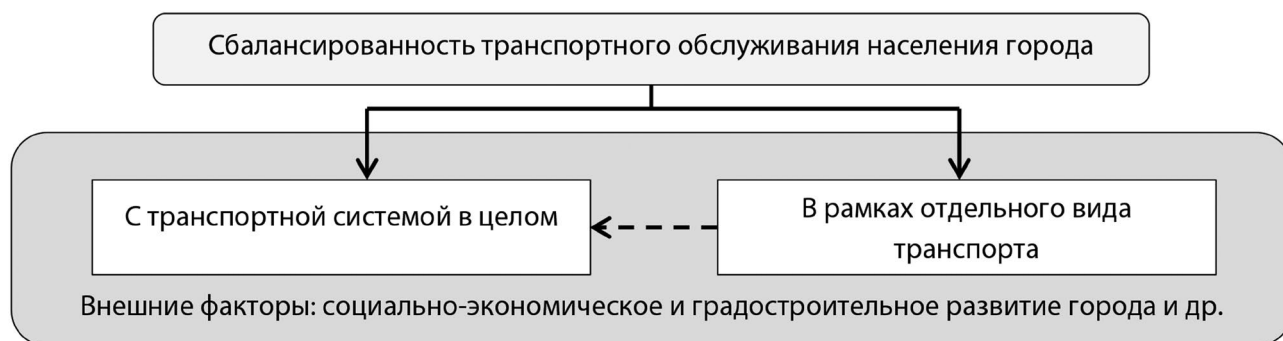 Сбалансированность транспортного обслуживания населения города
С транспортной системой в целом
В рамках отдельного вида
транспорта
Внешние факторы: социально-экономическое и градостроительное развитие города и др.